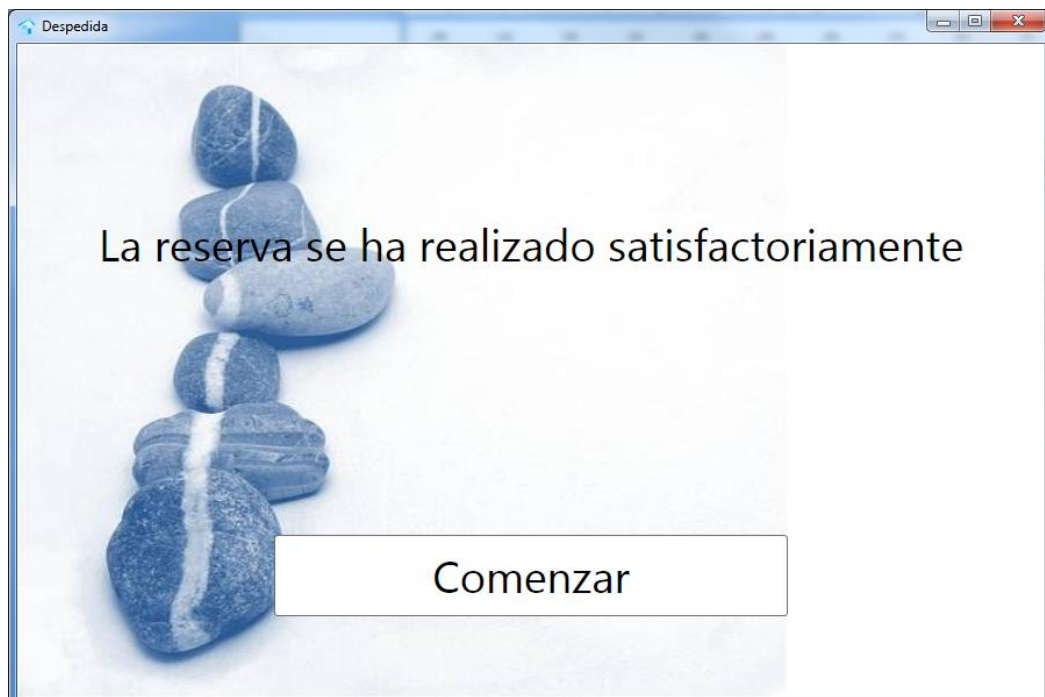 Despedida
La reserva se ha realizado satisfactoriamente
Comenzar